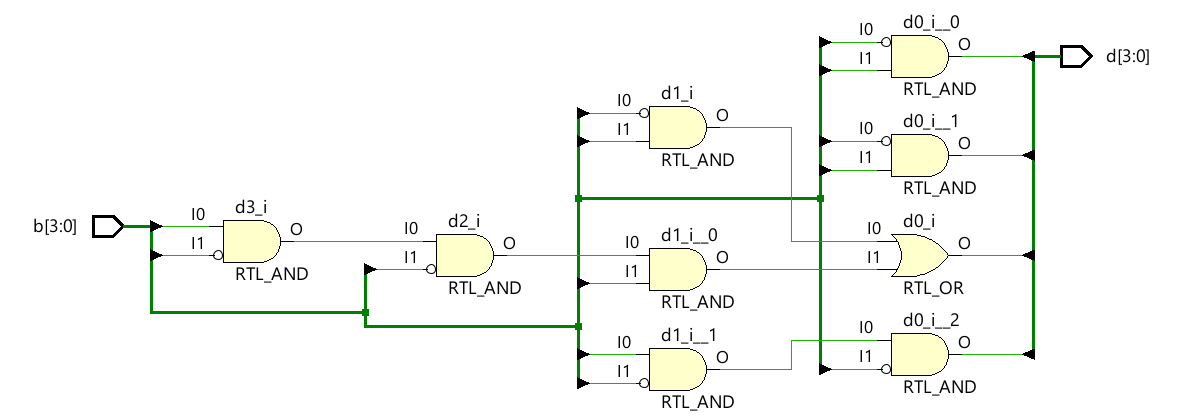 b[3:0]
d3_i
I0
I1
O
RTL_AND
d2_i
I0
I1
O
RTL_AND
d1_i
I0
I1
O
RTL_AND
d1_i__0
I0
I1
O
RTL_AND
d1_i__1
I0
I1
O
RTL_AND
d0_i__0
I0
I1
O
RTL_AND
d0_i__1
I0
I1
O
RTL_AND
d0_i
I0
I1
O
RTL_OR
d0_i__2
I0
I1
O
RTL_AND
d[3:0]